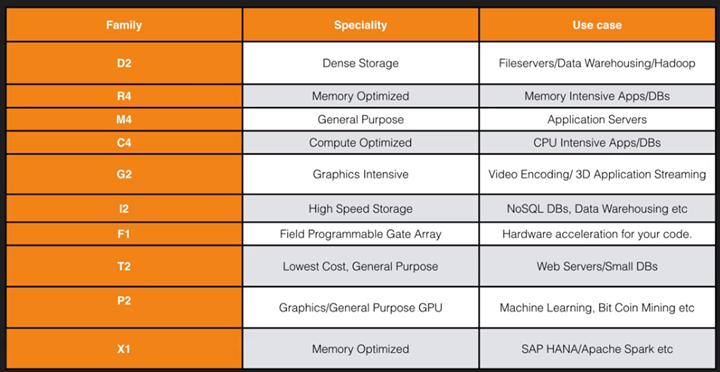 Family Speciality Use case
D2 Dense Storage Fileservers/Data Warehousing/Hadoop
R4 Memory Optimized Memory Intensive Apps/DBs
M4 General Purpose Application Servers
C4 Compute Optimized CPU Intensive Apps/DBs
G2 Graphics Intensive Video Encoding/ 3D Application Streaming
I2 High Speed Storage NoSQL DBs, Data Warehousing etc
F1 Field Programmable Gate Array Hardware acceleration for your code.
T2 Lowest Cost, General Purpose Web Servers/Small DBs
P2 Graphics/General Purpose GPU Machine Learning, Bit Coin Mining etc
X1 Memory Optimized SAP HANA/Apache Spark etc